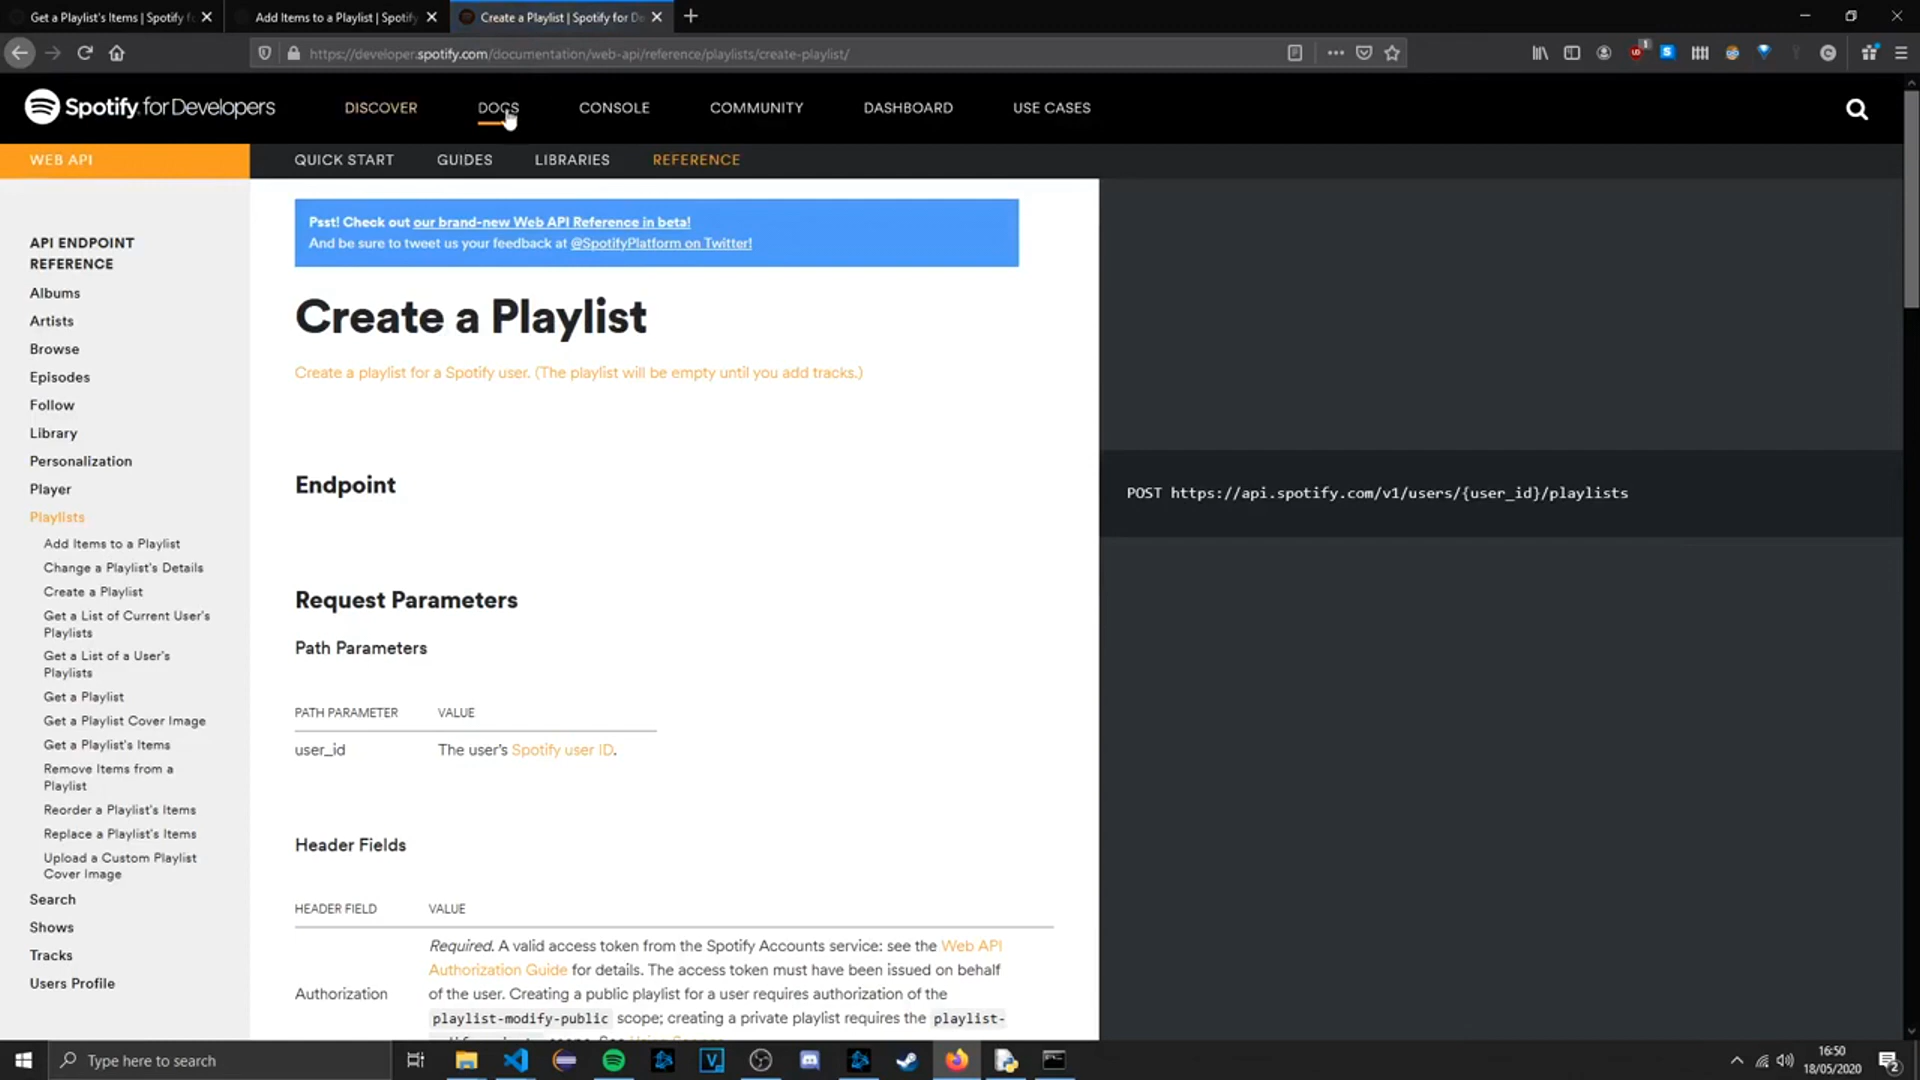 Get a Playlist's Items | Spotify f
Add Items to a Playlist | Spotify
Create a Playlist | Spotify for De
https://developer.spotify.com/documentation/web-api/reference/playlists/create-playlist/
1
Spotify for Developers
DISCOVER
DOCS
CONSOLE
COMMUNITY
DASHBOARD
USE CASES
WEB API
QUICK START
GUIDES
LIBRARIES
REFERENCE
API ENDPOINT
REFERENCE
Albums
Artists
Browse
Episodes
Follow
Library
Personalization
Player
Playlists
Add Items to a Playlist
Change a Playlist's Details
Create a Playlist
Get a List of Current User's
Playlists
Get a List of a User's
Playlists
Get a Playlist
Get a Playlist Cover Image
Get a Playlist's Items
Remove Items from a
Playlist
Reorder a Playlist's Items
Replace a Playlist's Items
Upload a Custom Playlist
Cover Image
Search
Shows
Tracks
Users Profile
Psst! Check out our brand-new Web API Reference in beta!
And be sure to tweet us your feedback at @SpotifyPlatform on Twitter!
Create a Playlist
Create a playlist for a Spotify user. (The playlist will be empty until you add tracks.)
Endpoint
POST https://api.spotify.com/v1/users/{user_id}/playlists
Request Parameters
Path Parameters
PATH PARAMETER VALUE
user_id The user's Spotify user ID.
Header Fields
HEADER FIELD VALUE
Authorization
Required. A valid access token from the Spotify Accounts service: see the Web API
Authorization Guide for details. The access token must have been issued on behalf
of the user. Creating a public playlist for a user requires authorization of the
playlist-modify-public scope; creating a private playlist requires the playlist-
Type here to search
16:50
18/05/2020
2